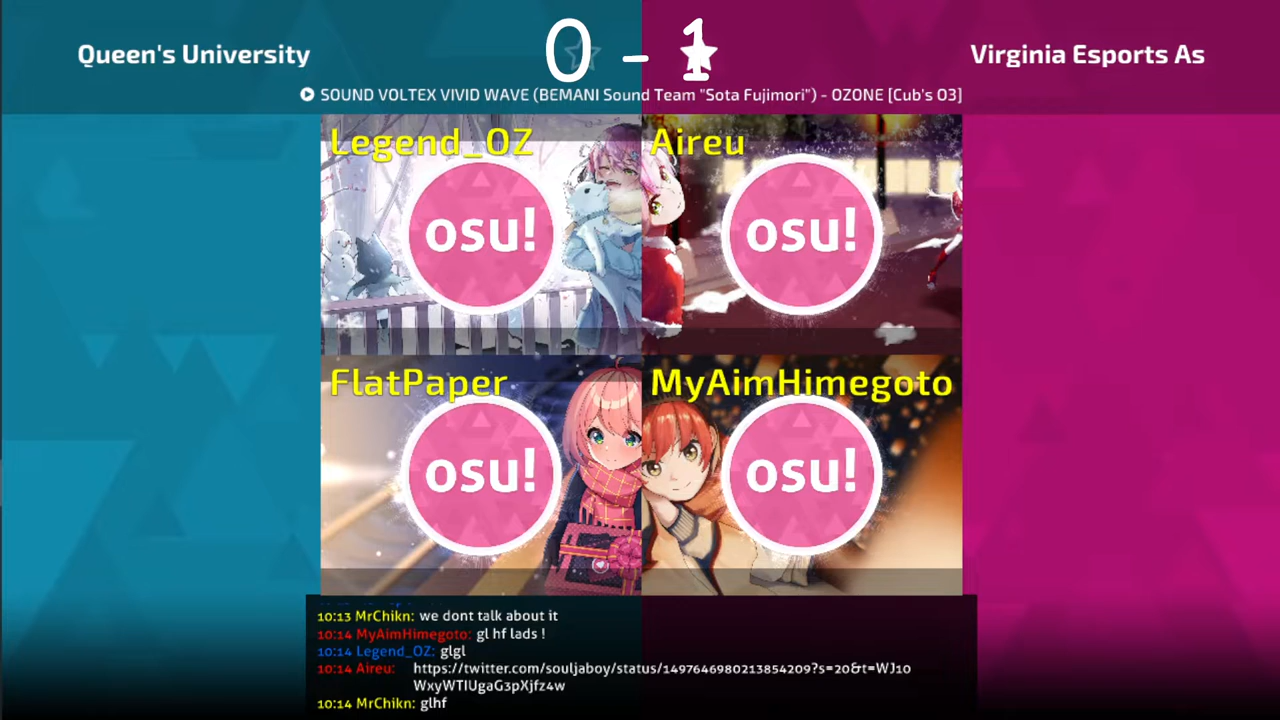 Queen's University
0 - 1
Virginia Esports As
SOUND VOLTEX VIVID WAVE (BEMANI Sound Team "Sota Fujimori") - OZONE [Cub's O3]
Legend_OZ
Aireu
osu!
osu!
FlatPaper
MyAimHimegoto
osu!
osu!
10:13 MrChikn: we dont talk about it
10:14 MyAimHimegoto: gl hf lads !
10:14 Legend_OZ: glgl
10:14 Aireu: https://twitter.com/souljaboy/status/1497646980213854209?s=20&t=WJ10
WxyWTIUgaG3pXjfz4w
10:14 MrChikn: glhf